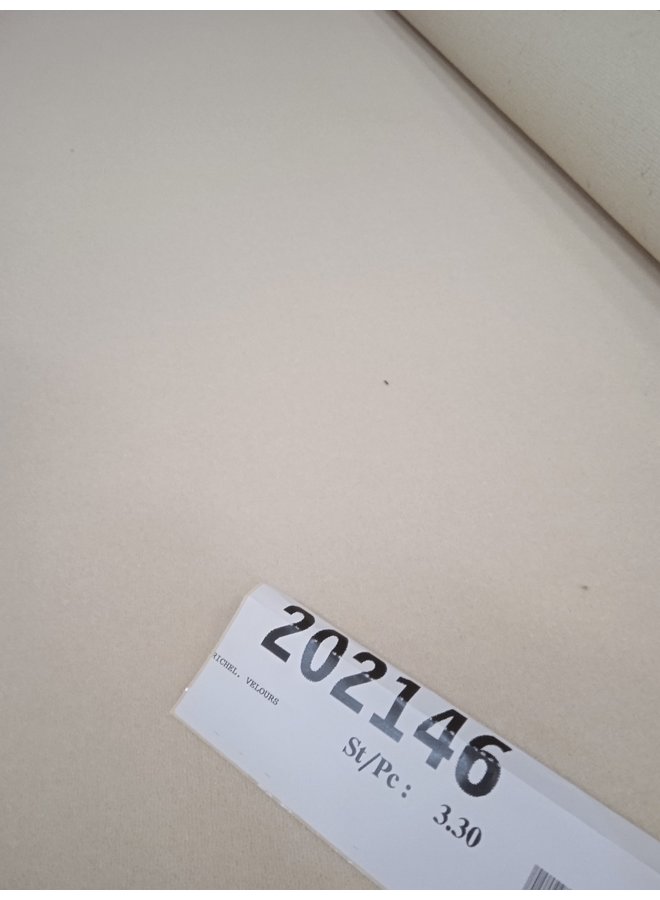 202146
RICHEL. VELOURS
St/Pc : 3.30